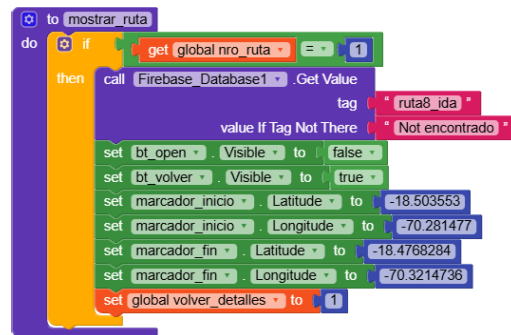 to mostrar_ruta
do if get global nro_ruta = 1
then call Firebase_Database1 .Get Value
tag " ruta8_ida "
value If Tag Not There " Not encontrado "
set bt_open . Visible to false
set bt_volver . Visible to true
set marcador_inicio . Latitude to -18.503553
set marcador_inicio . Longitude to -70.281477
set marcador_fin . Latitude to -18.4768284
set marcador_fin . Longitude to -70.3214736
set global volver_detalles to 1